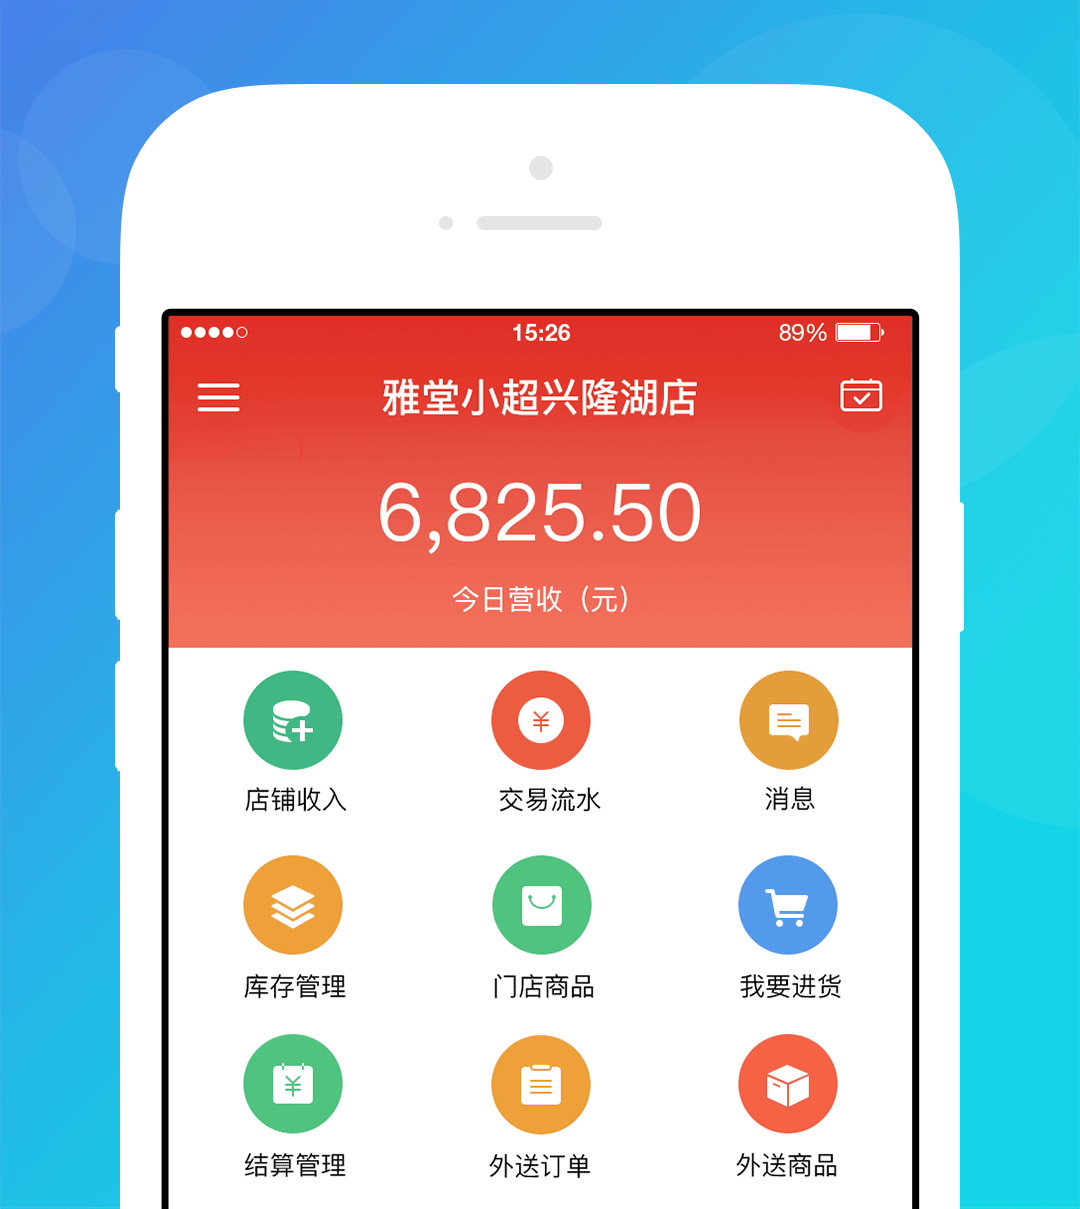 15:26 89%
雅堂小超兴隆湖店
6,825.50
今日营收（元）
店铺收入 交易流水 消息
库存管理 门店商品 我要进货
结算管理 外送订单 外送商品